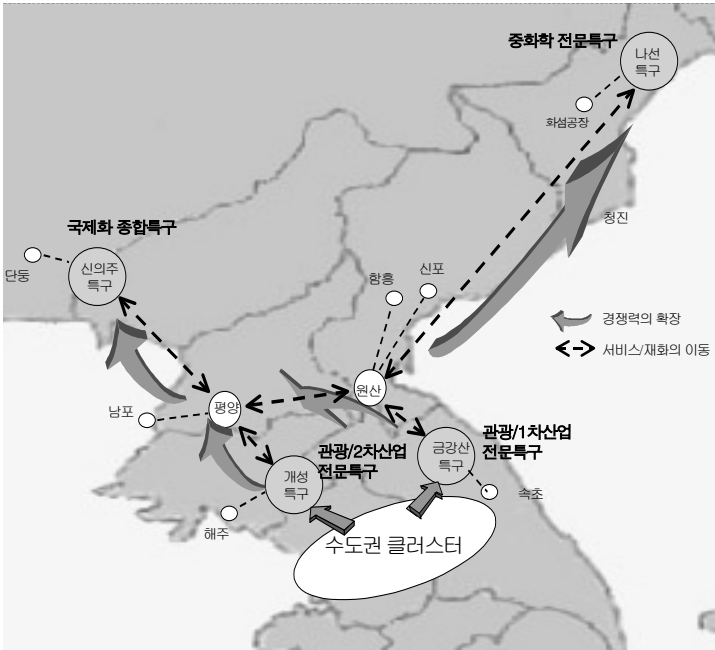 중화학 전문특구
나선
특구
화섬공장
청진
국제화 종합특구
단둥
신의주
특구
함흥
신포
경쟁력의 확장
서비스/재화의 이동
원산
평양
남포
관광/2차산업
전문특구
관광/1차산업
전문특구
금강산
특구
개성
특구
속초
해주
수도권 클러스터